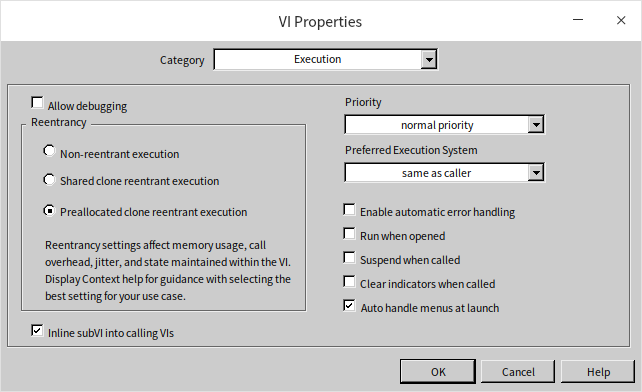 VI Properties
Category
Execution
Allow debugging
Reentrancy
Non-reentrant execution
Shared clone reentrant execution
Preallocated clone reentrant execution
Reentrancy settings affect memory usage, call
overhead, jitter, and state maintained within the VI.
Display Context help for guidance with selecting the
best setting for your use case.
Inline subVI into calling VIs
Priority
normal priority
Preferred Execution System
same as caller
Enable automatic error handling
Run when opened
Suspend when called
Clear indicators when called
Auto handle menus at launch
OK
Cancel
Help